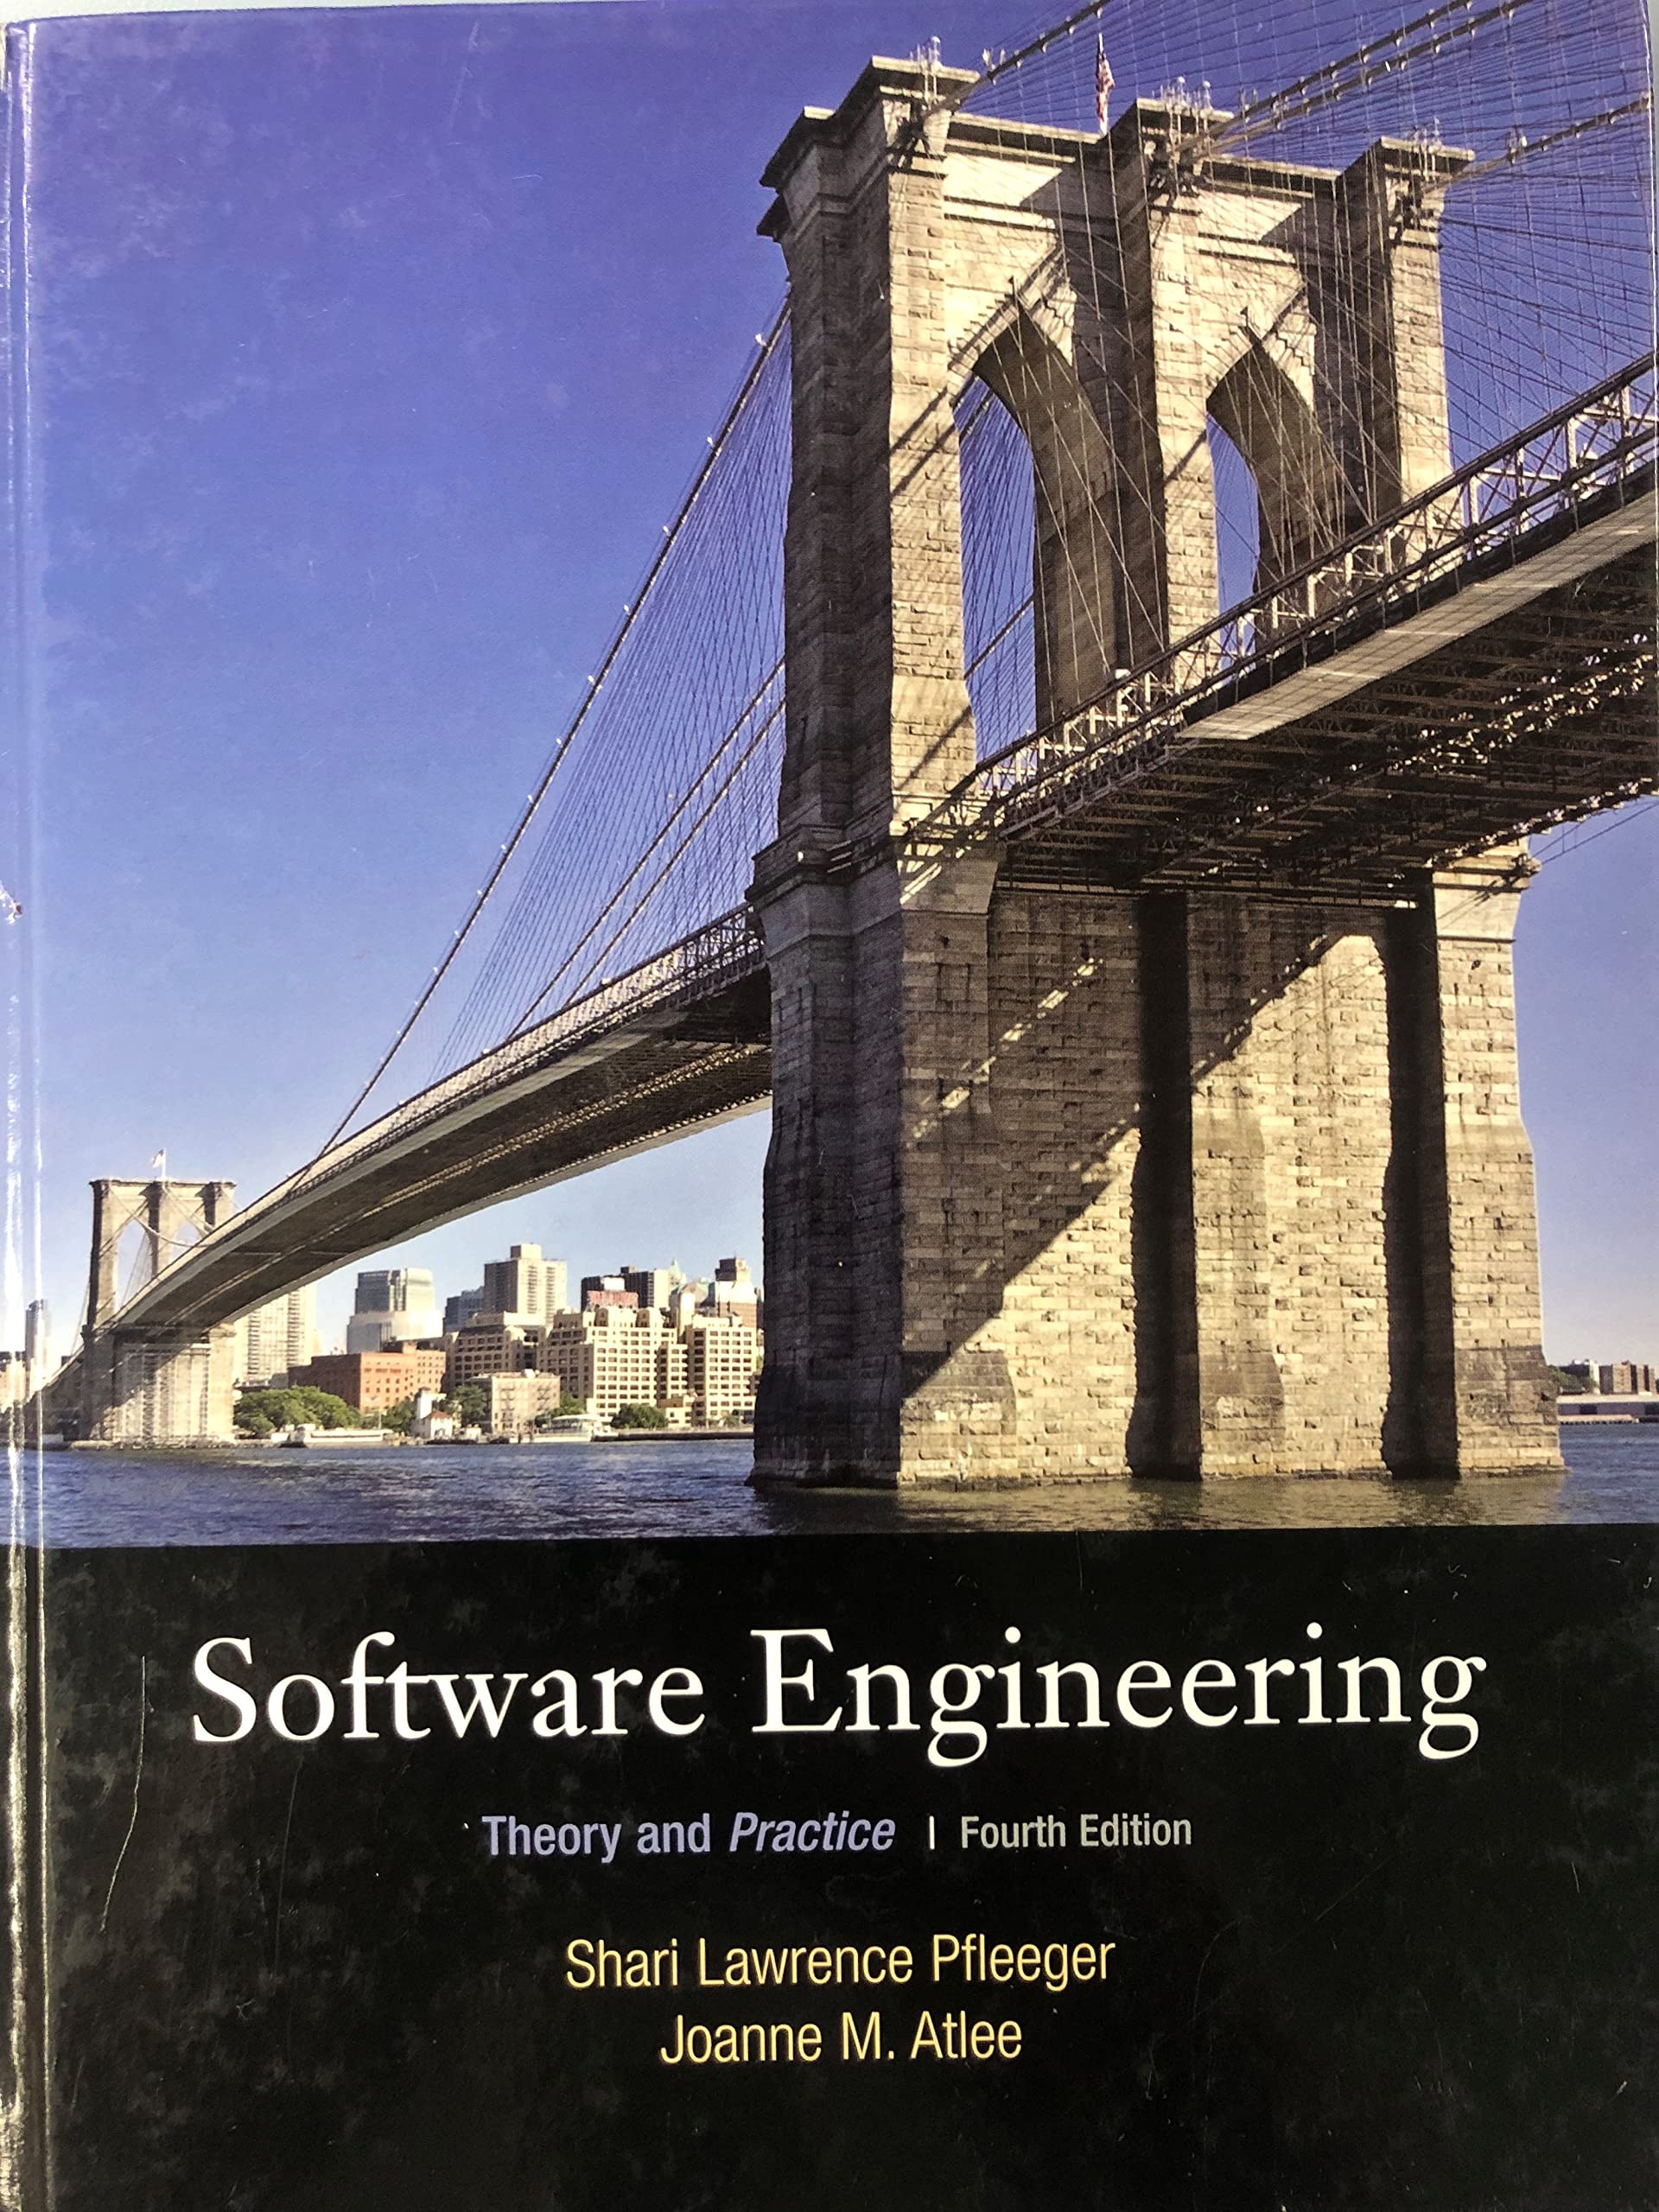 Software Engineering
Theory and Practice | Fourth Edition
Shari Lawrence Pfleeger
Joanne M. Atlee